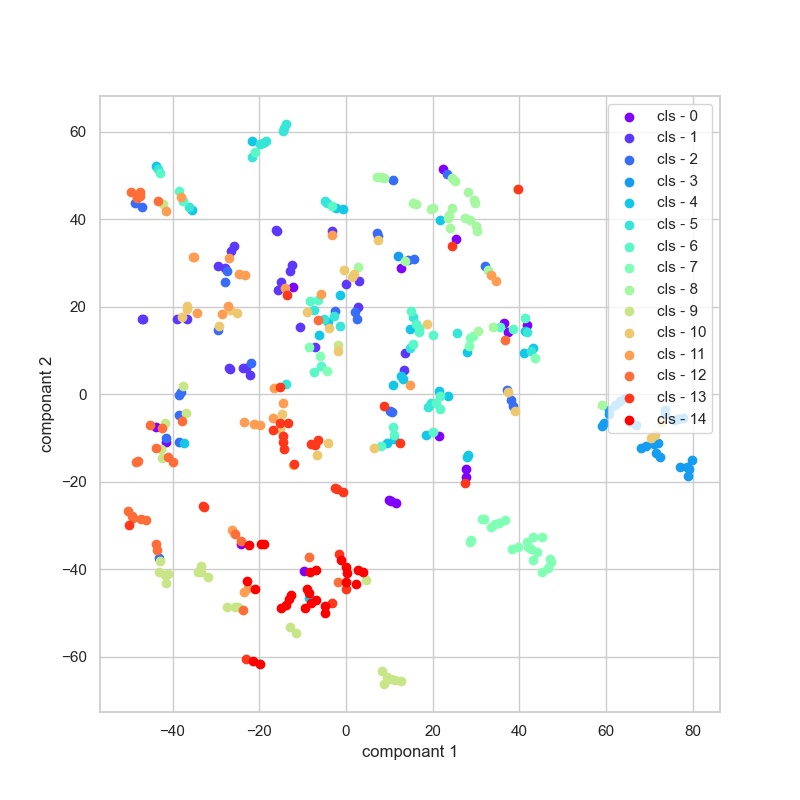 cls - 0
cls - 1
cls - 2
cls - 3
cls - 4
cls - 5
cls - 6
cls - 7
cls - 8
cls - 9
cls - 10
cls - 11
cls - 12
cls - 13
cls - 14
60
40
20
0
−20
−40
−60
componant 2
−40 −20 0 20 40 60 80
componant 1